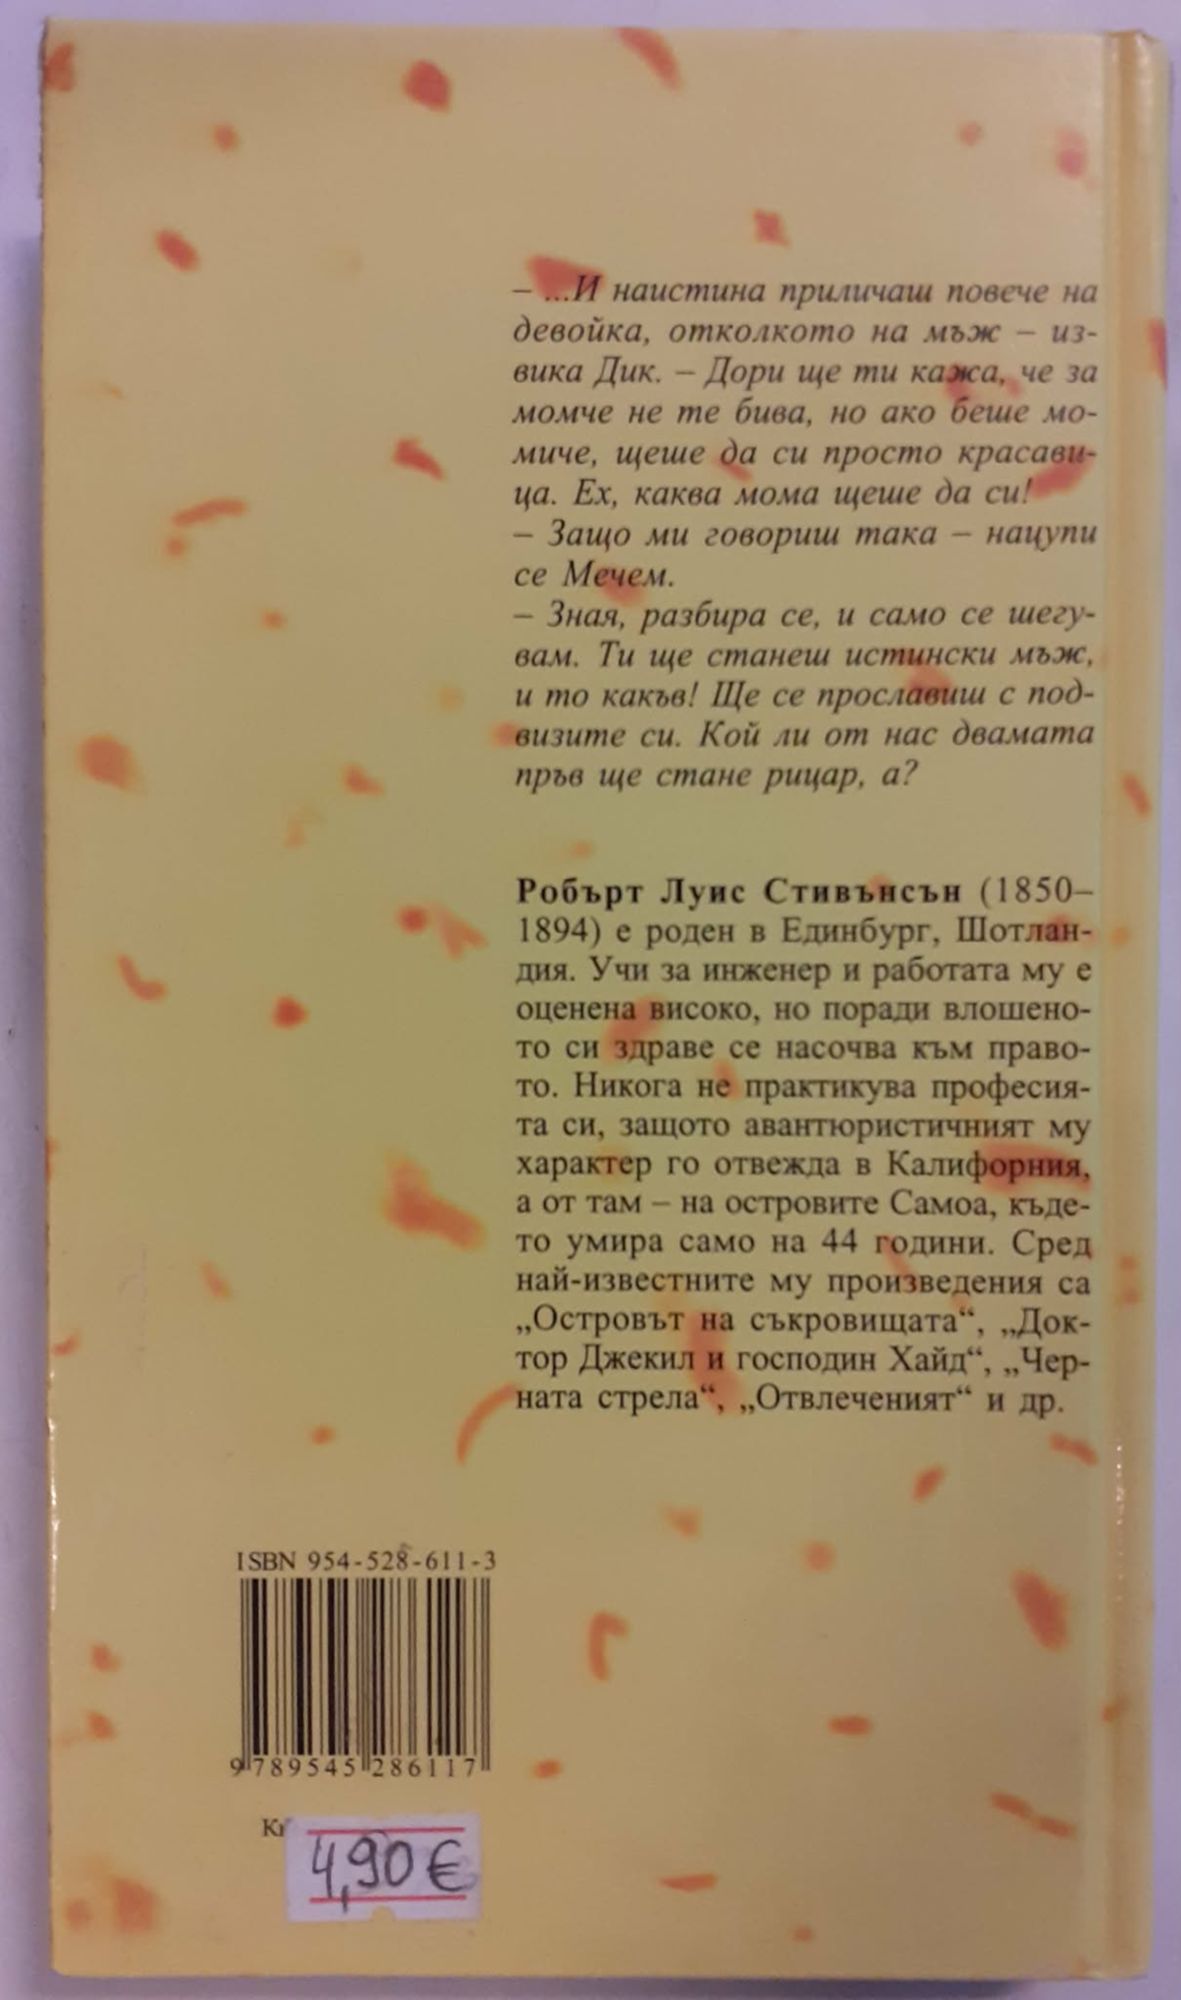 – ...И наистина приличаш повече на
девойка, отколкото на мъж – из-
вика Дик. – Дори ще ти кажа, че за
момче не те бива, но ако беше мо-
миче, щеше да си просто красави-
ца. Ех, каква мома щеше да си!
– Защо ми говориш така – нацупи
се Мечем.
– Зная, разбира се, и само се шегу-
вам. Ти ще станеш истински мъж,
и то какъв! Ще се прославиш с под-
визите си. Кой ли от нас двамата
пръв ще стане рицар, а?
Робърт Луис Стивънсън (1850–
1894) е роден в Единбург, Шотлан-
дия. Учи за инженер и работата му е
оценена високо, но поради влошено-
то си здраве се насочва към право-
то. Никога не практикува професия-
та си, защото авантюристичният му
характер го отвежда в Калифорния,
а от там – на островите Самоа, къде-
то умира само на 44 години. Сред
най-известните му произведения са
„Островът на съкровищата“, „Док-
тор Джекил и господин Хайд“, „Чер-
ната стрела“, „Отвлеченият“ и др.
ISBN 954-528-611-3
9 789545 286117
4,90 €